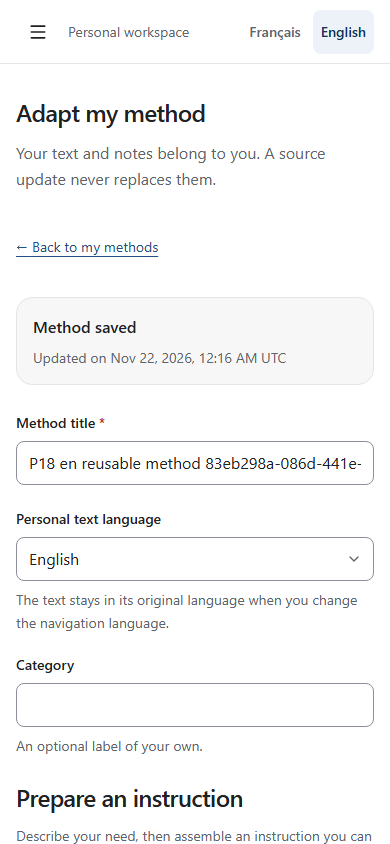 Personal workspace
Français
English
Adapt my method
Your text and notes belong to you. A source
update never replaces them.
← Back to my methods
Method saved
Updated on Nov 22, 2026, 12:16 AM UTC
Method title *
P18 en reusable method 83eb298a-086d-441e-
Personal text language
English
The text stays in its original language when you change
the navigation language.
Category
An optional label of your own.
Prepare an instruction
Describe your need, then assemble an instruction you can